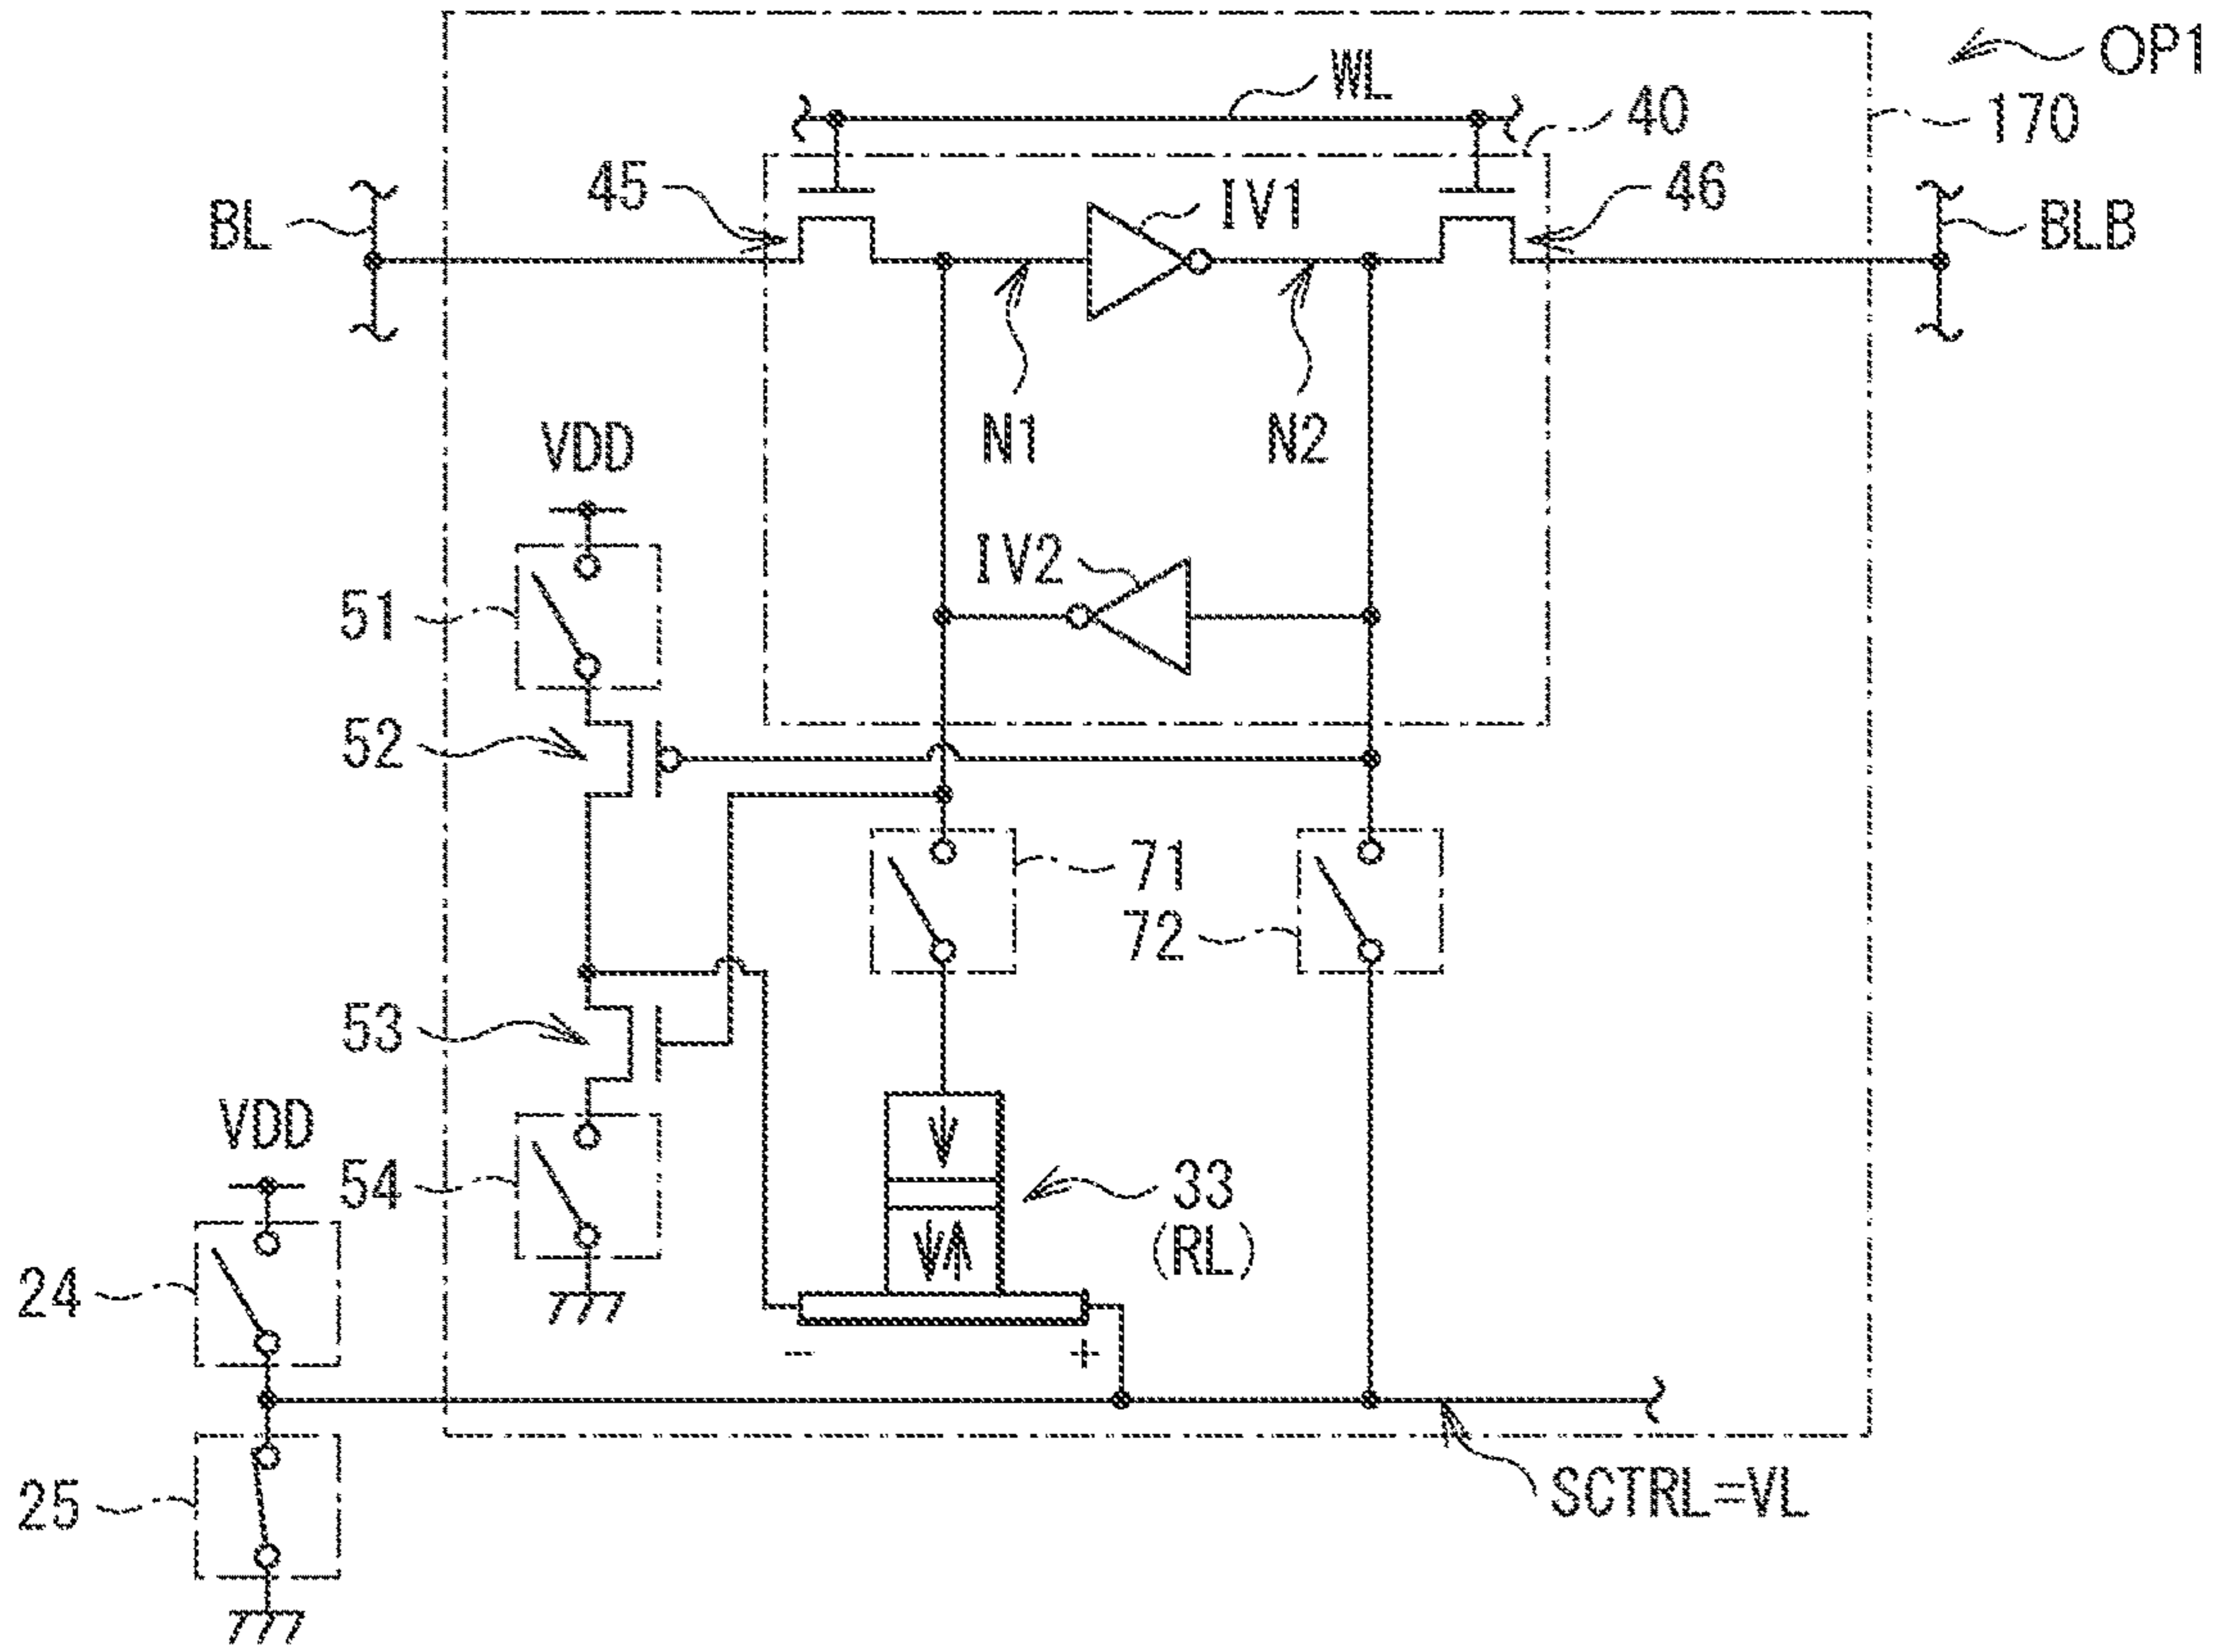 OP1
WL
40
170
45
IV1
46
BL
BLB
N1
N2
VDD
IV2
51
52
71
72
53
VDD
54
33
(RL)
24
- +
25
SCTRL=VL